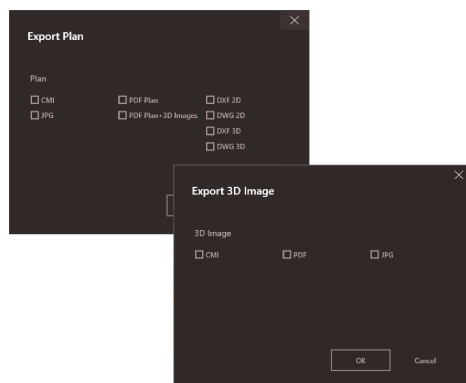 Export Plan
Plan
CMI PDF Plan DXF 2D
JPG PDF Plan+3D Images DWG 2D
DXF 3D
DWG 3D
Export 3D Image
3D Image
CMI PDF JPG
OK Cancel